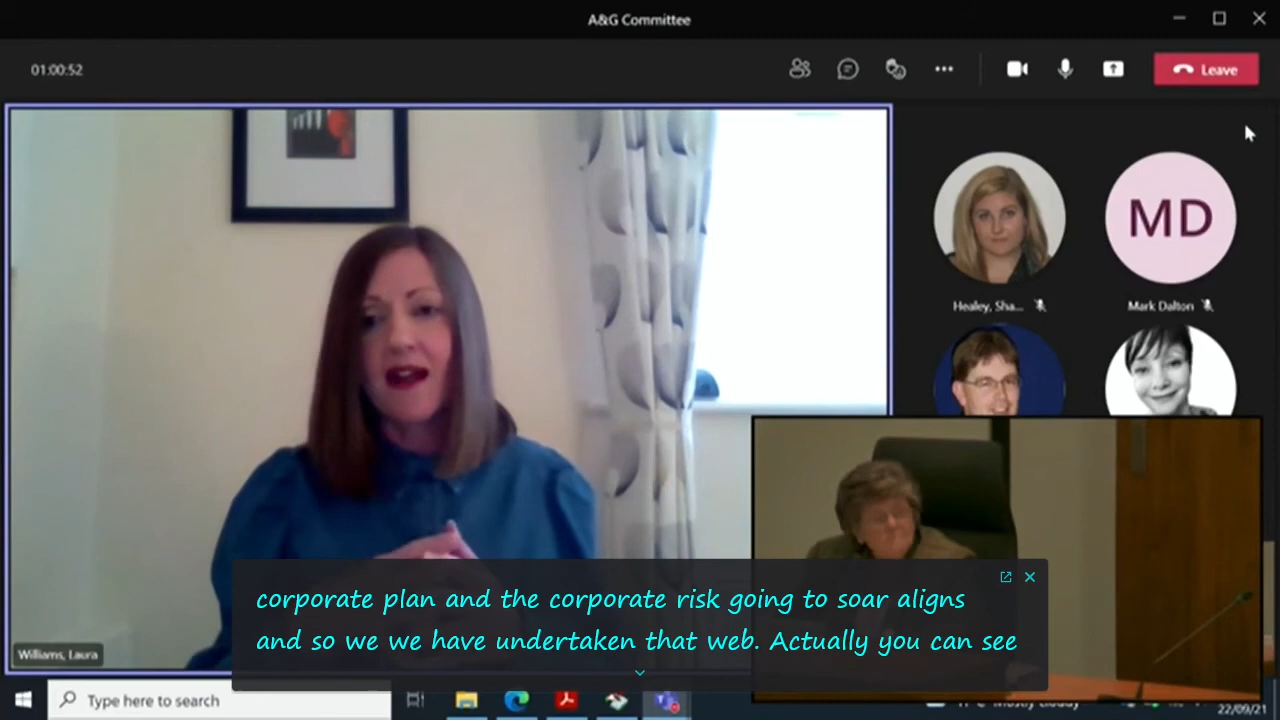 A&G Committee
01:00:52
Leave
Healey, Sha...
MD
Mark Dalton
Williams, Laura
corporate plan and the corporate risk going to soar aligns
and so we we have undertaken that web. Actually you can see
Type here to search
Mostly cloudy
22/09/21